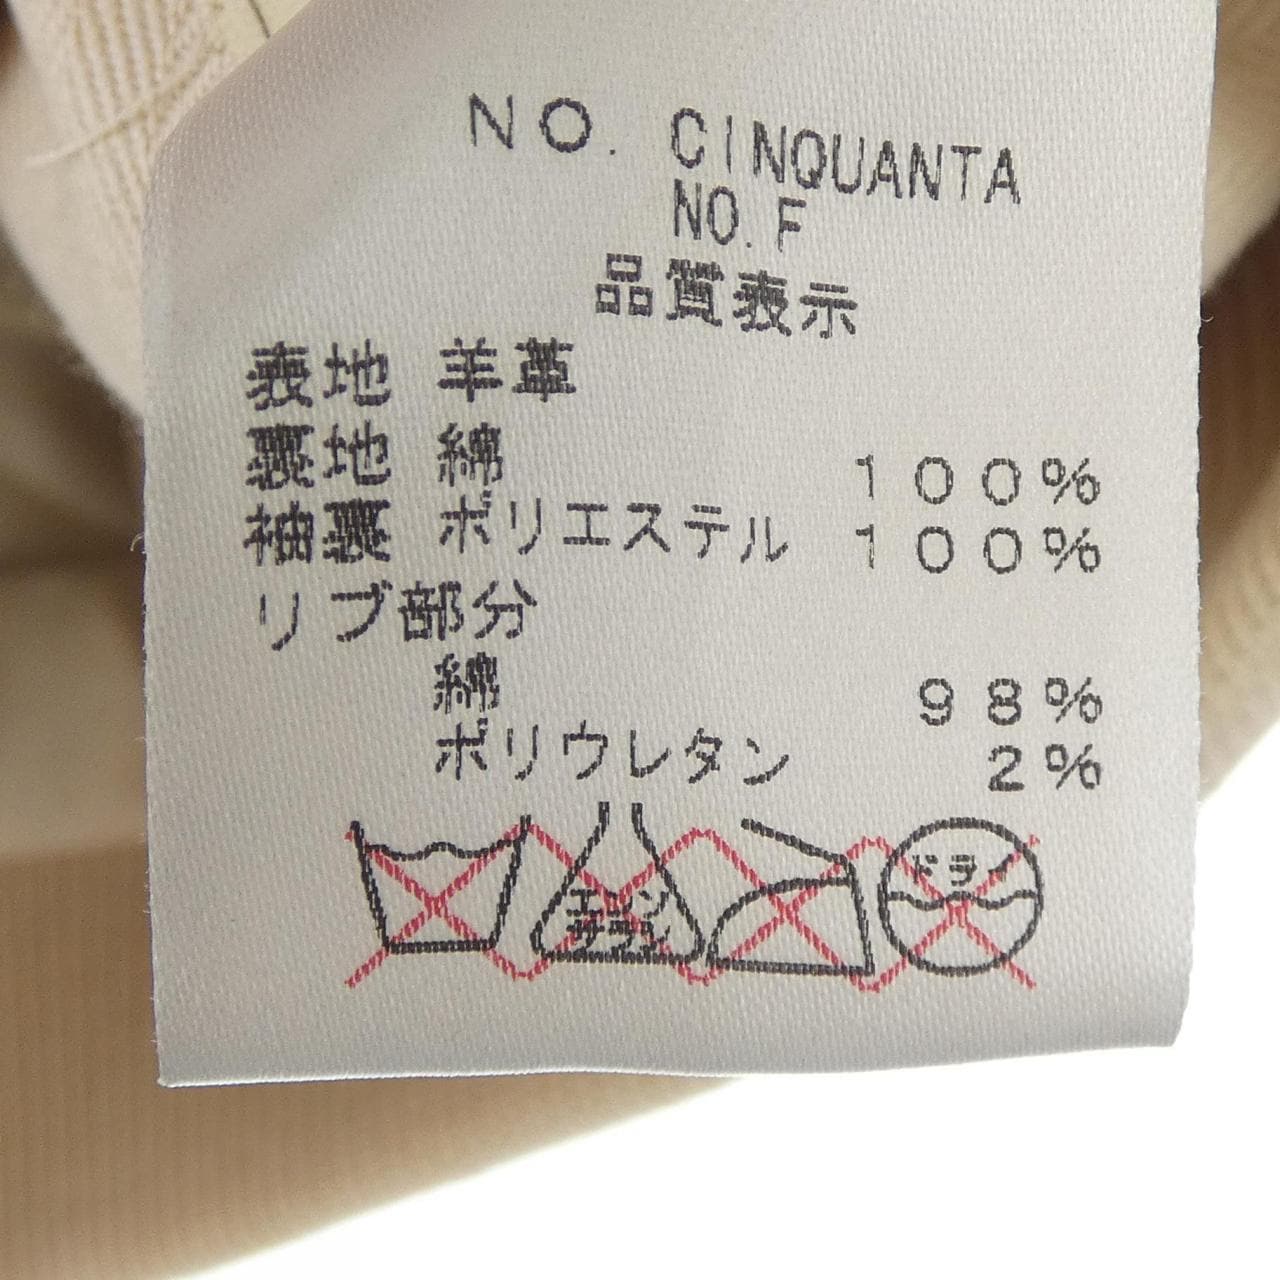 NO. CINQUANTA
NO.F
品質表示
表地 羊革
裏地 綿 100%
袖裏 ポリエステル 100%
リブ部分
綿 98%
ポリウレタン 2%
エンソ
サラシ
ドライ